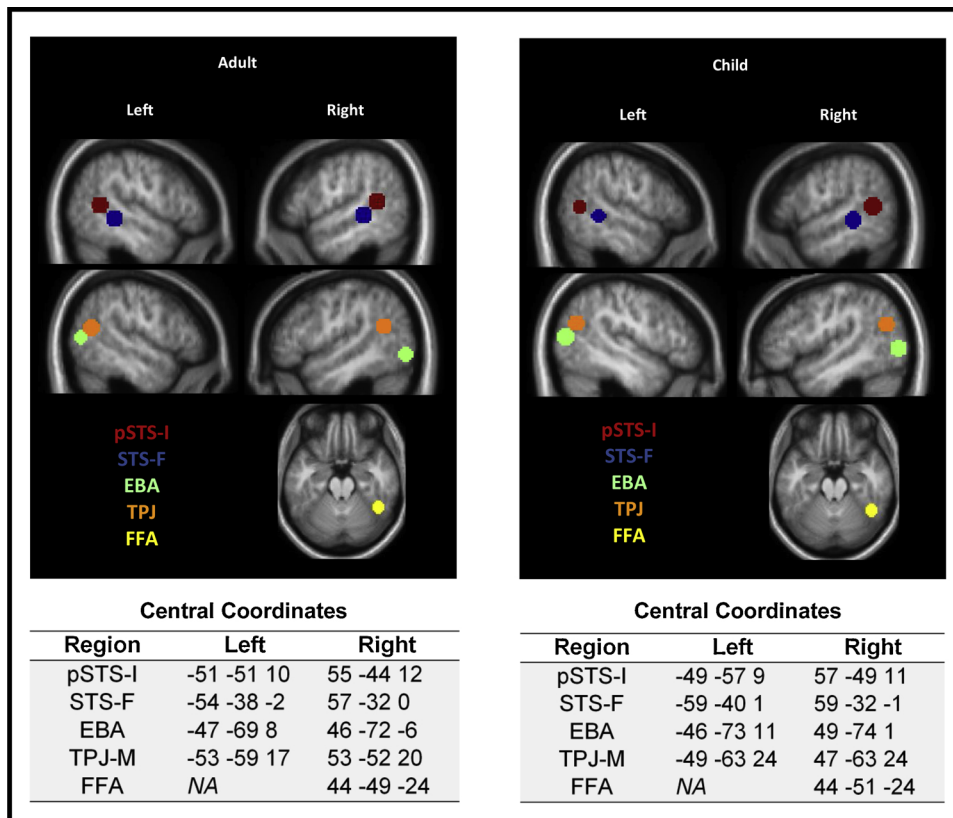 Adult
Left Right
pSTS-I
STS-F
EBA
TPJ
FFA
Central Coordinates
Region Left Right
pSTS-I -51 -51 10 55 -44 12
STS-F -54 -38 -2 57 -32 0
EBA -47 -69 8 46 -72 -6
TPJ-M -53 -59 17 53 -52 20
FFA NA 44 -49 -24
Child
Left Right
pSTS-I
STS-F
EBA
TPJ
FFA
Central Coordinates
Region Left Right
pSTS-I -49 -57 9 57 -49 11
STS-F -59 -40 1 59 -32 -1
EBA -46 -73 11 49 -74 1
TPJ-M -49 -63 24 47 -63 24
FFA NA 44 -51 -24